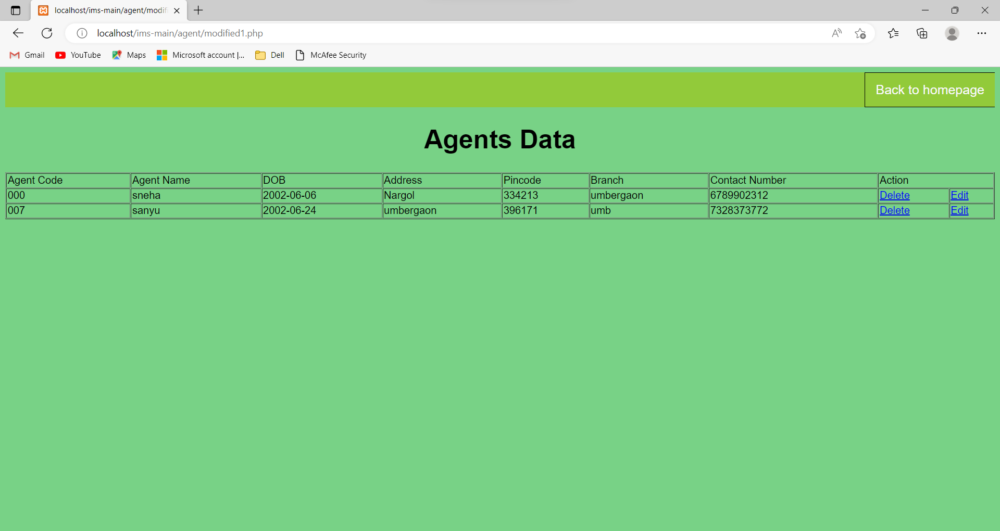 localhost/ims-main/agent/modifi
localhost/ims-main/agent/modified1.php
Gmail YouTube Maps Microsoft account |... Dell McAfee Security
Back to homepage
Agents Data
Agent Code Agent Name DOB Address Pincode Branch Contact Number Action
000 sneha 2002-06-06 Nargol 334213 umbergaon 6789902312 Delete Edit
007 sanyu 2002-06-24 umbergaon 396171 umb 7328373772 Delete Edit